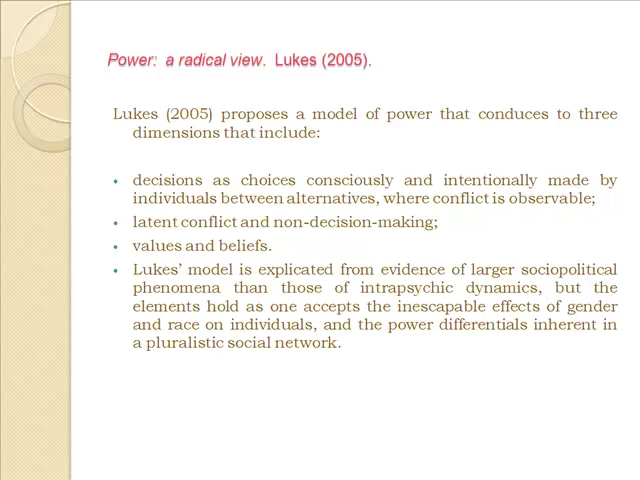 Power:  a radical view.  Lukes (2005).
Lukes (2005) proposes a model of power that conduces to three
dimensions that include:
• decisions as choices consciously and intentionally made by
individuals between alternatives, where conflict is observable;
• latent conflict and non-decision-making;
• values and beliefs.
• Lukes’ model is explicated from evidence of larger sociopolitical
phenomena than those of intrapsychic dynamics, but the
elements hold as one accepts the inescapable effects of gender
and race on individuals, and the power differentials inherent in
a pluralistic social network.